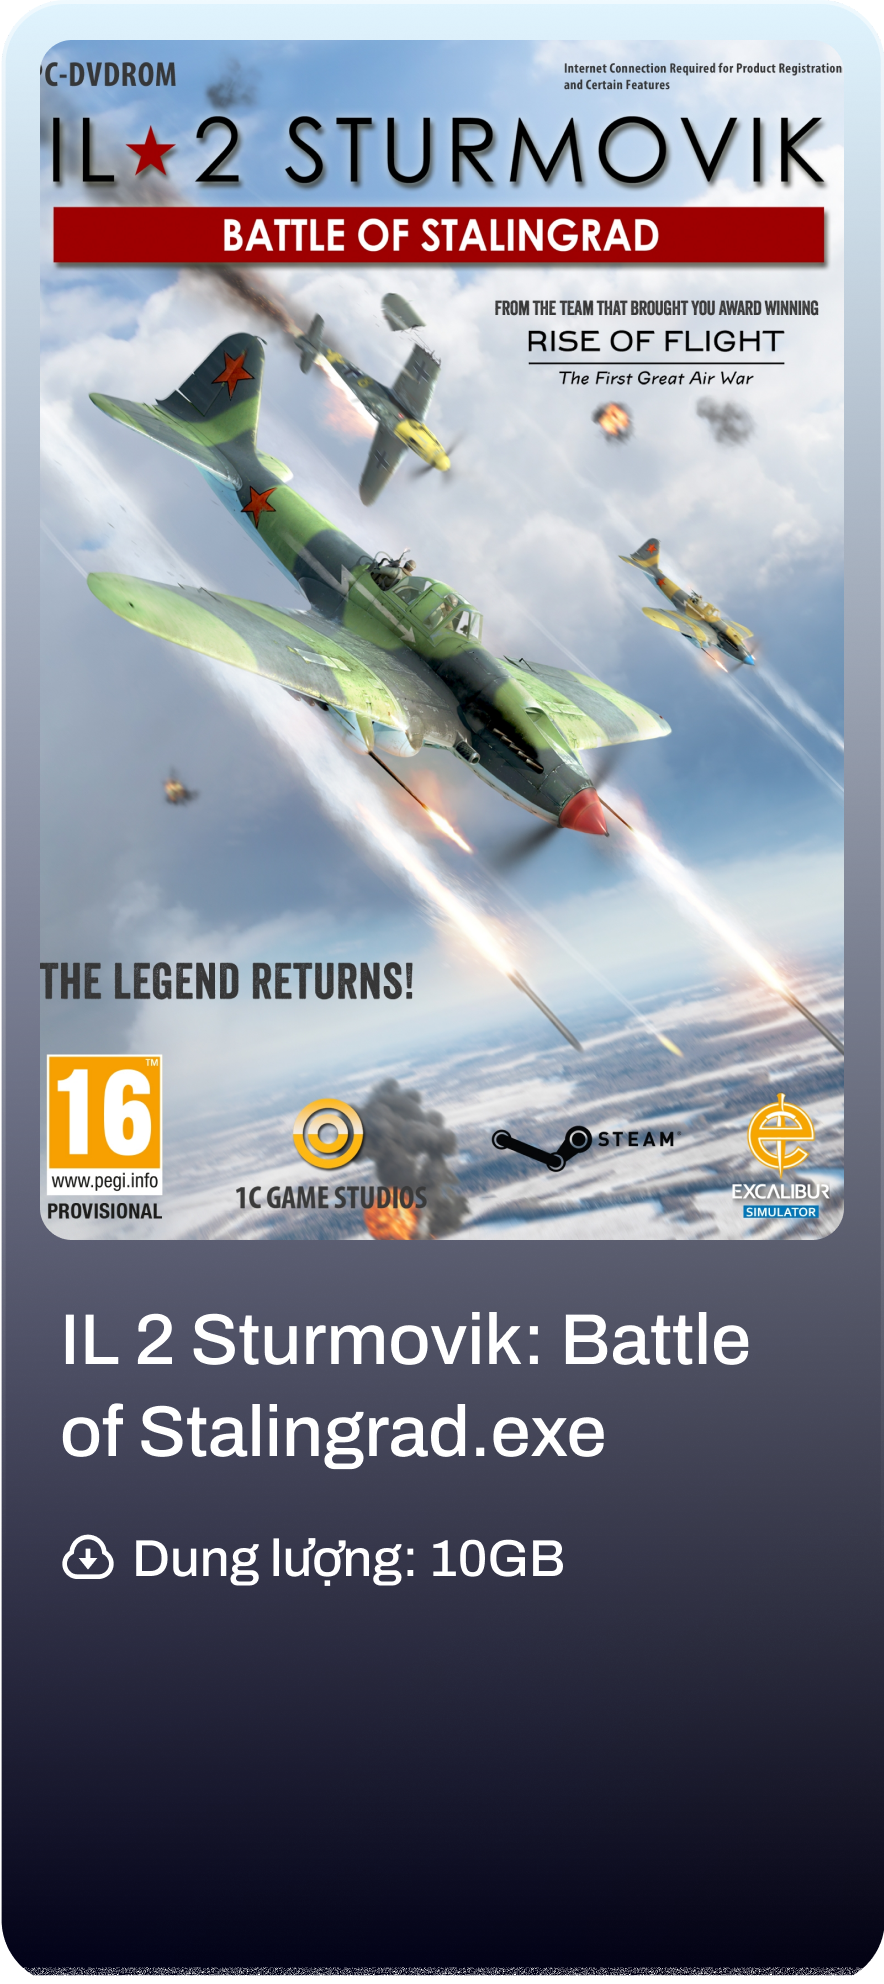 PC-DVDROM
Internet Connection Required for Product Registration
and Certain Features
IL★2 STURMOVIK
BATTLE OF STALINGRAD
FROM THE TEAM THAT BROUGHT YOU AWARD WINNING
RISE OF FLIGHT
The First Great Air War
THE LEGEND RETURNS!
16™
www.pegi.info
PROVISIONAL
1C GAME STUDIOS
STEAM®
EXCALIBUR
SIMULATOR
IL 2 Sturmovik: Battle
of Stalingrad.exe
Dung lượng: 10GB